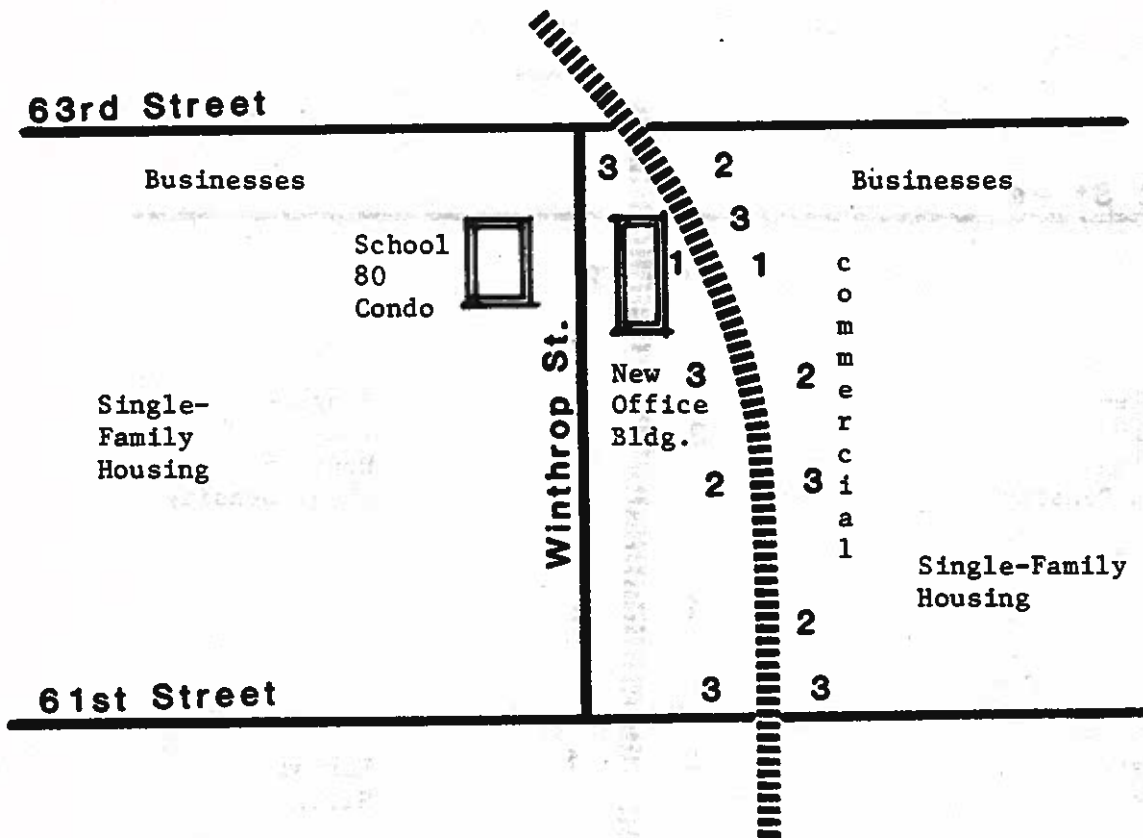 63rd Street
3
2
Businesses
Businesses
3
School
80
Condo
1
1
commercial
Winthrop St.
New
Office
Bldg.
3
2
Single-
Family
Housing
2
3
Single-Family
Housing
2
3
3
61st Street